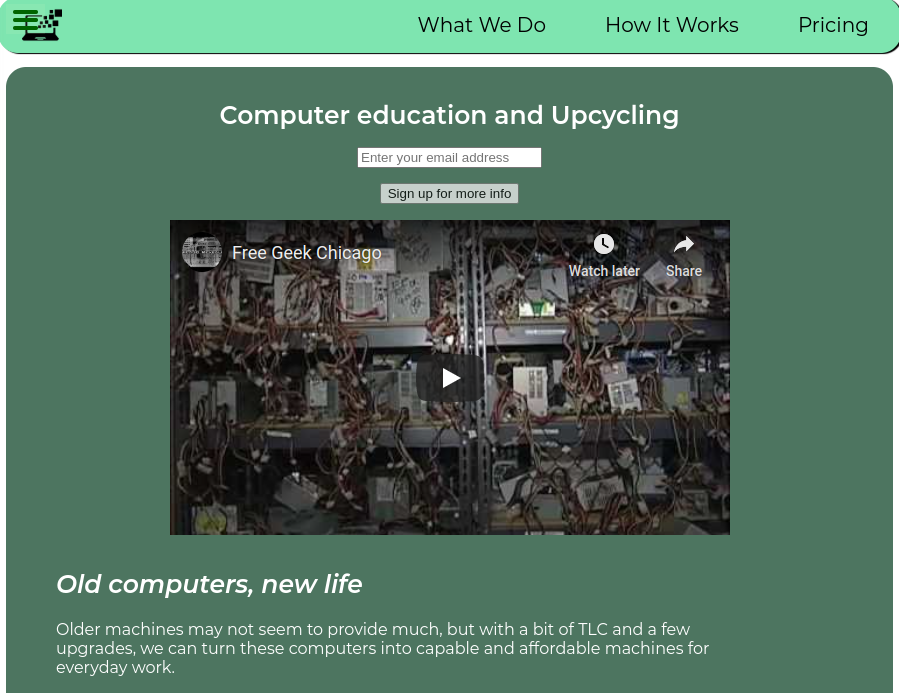 What We Do
How It Works
Pricing
Computer education and Upcycling
Enter your email address
Sign up for more info
Free Geek Chicago
Watch later
Share
Old computers, new life
Older machines may not seem to provide much, but with a bit of TLC and a few
upgrades, we can turn these computers into capable and affordable machines for
everyday work.